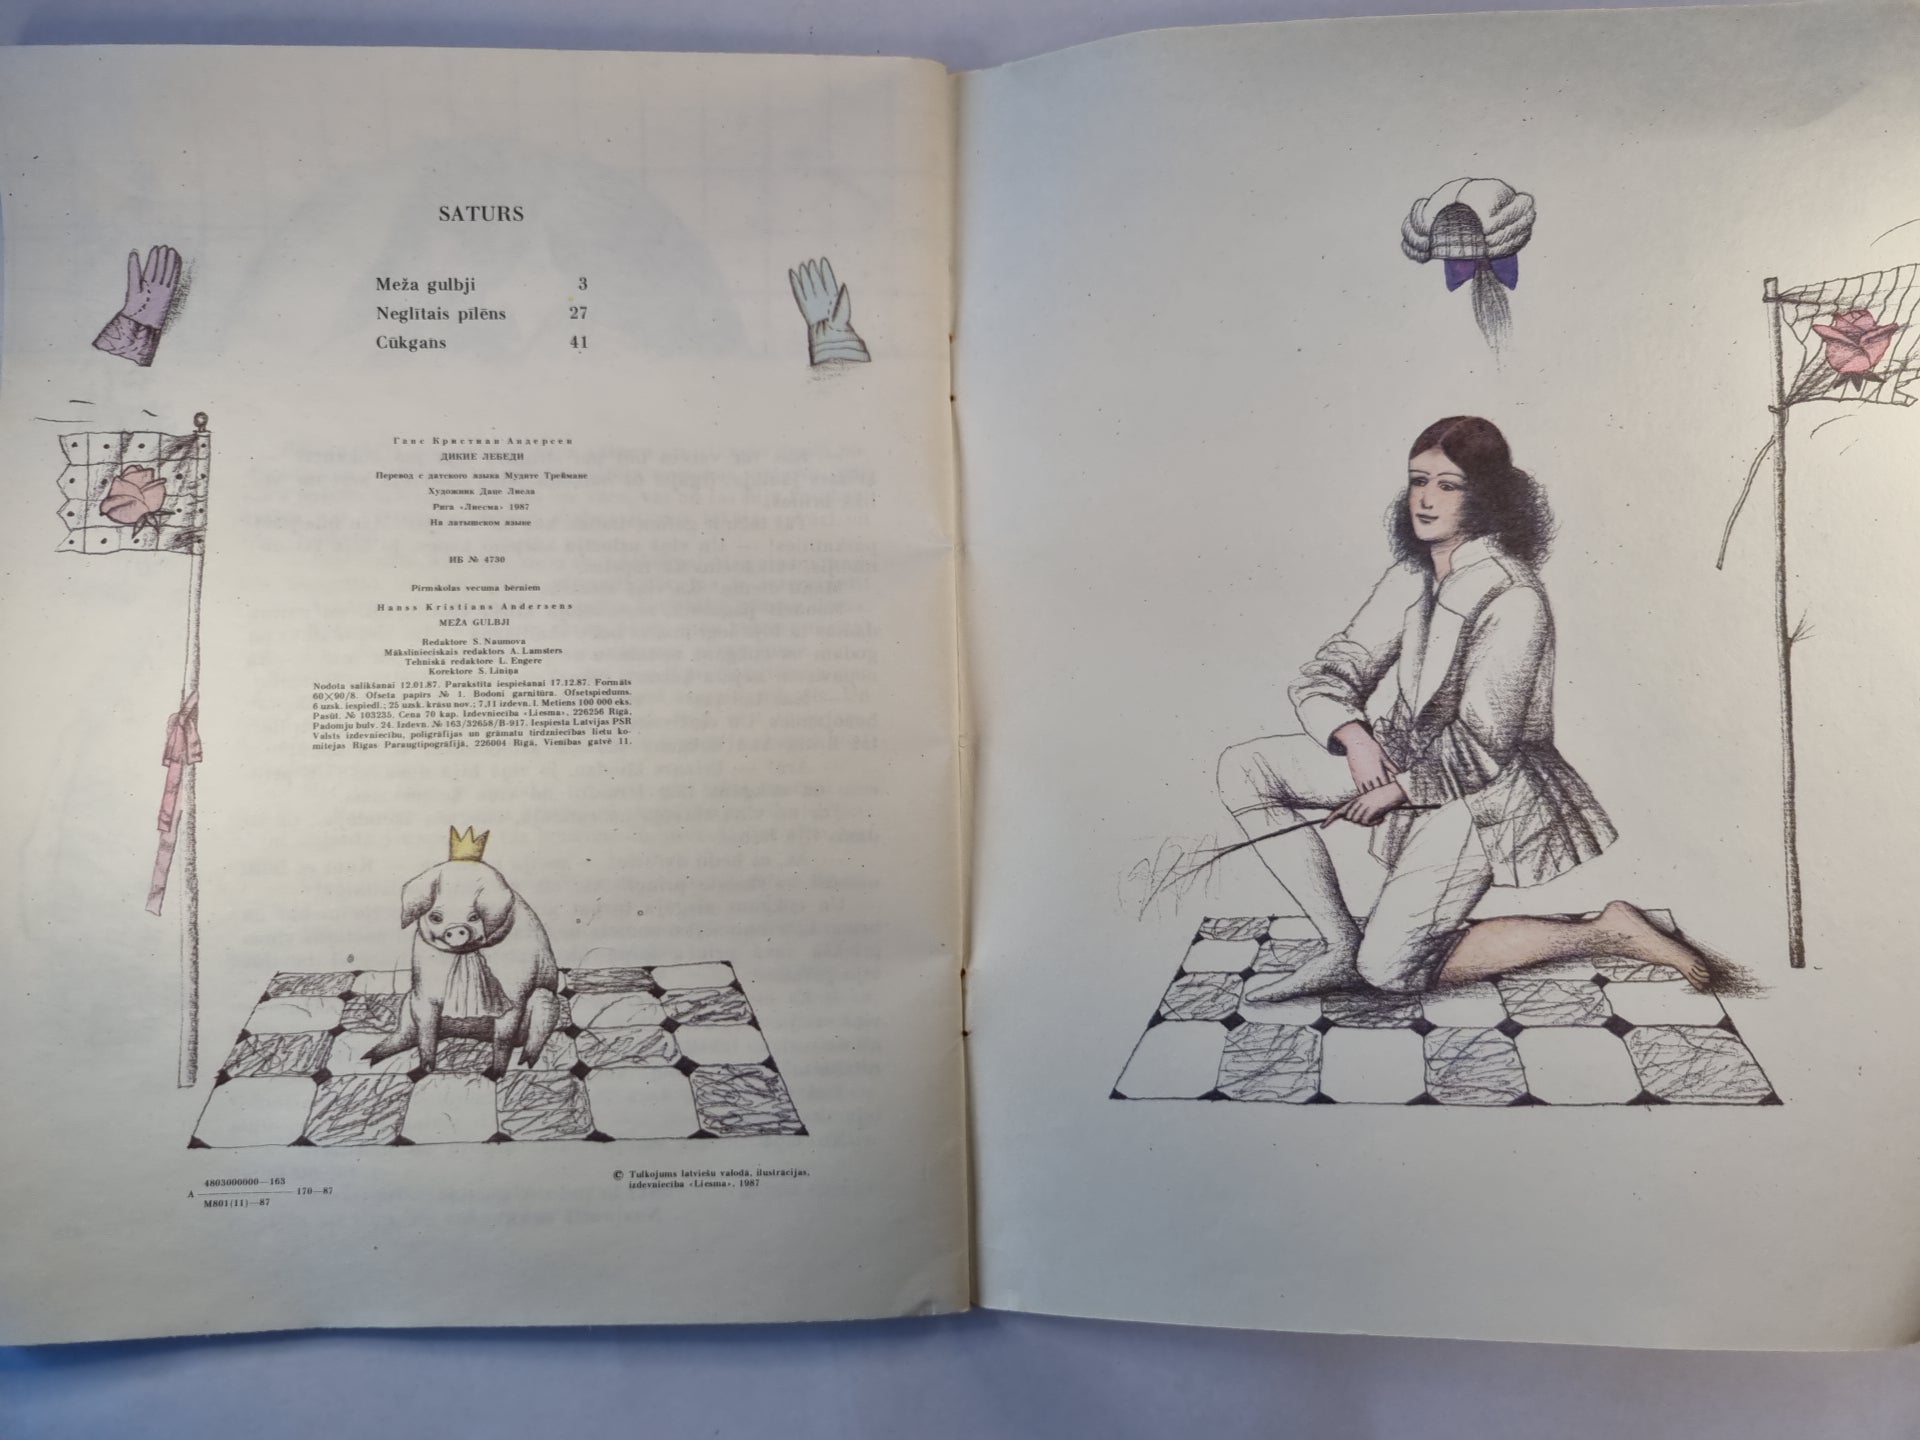 SATURS
Meža gulbji 3
Neglītais pīlēns 27
Cūkgans 41
Ганс Кристиан Андерсен
ДИКИЕ ЛЕБЕДИ
Перевод с датского языка Мудите Треймане
Художник Даце Лиела
Рига «Лиесма» 1987
На латышском языке
ИБ № 4730
Pirmskolas vecuma bērniem
Hanss Kristians Andersens
MEŽA GULBJI
Redaktore S. Naumova
Mākslinieciskais redaktors A. Lamsters
Tehniskā redaktore L. Engere
Korektore S. Liniņa
Nodota salikšanai 12.01.87. Parakstīta iespiešanai 17.12.87. Formāts
60×90/8. Ofseta papīrs № 1. Bodoni garnitūra. Ofsetspiedums.
6 uzsk. iespiedl.; 25 uzsk. krāsu nov.; 7,11 izdevn. l. Metiens 100 000 eks.
Pasūt. № 103235. Cena 70 kap. Izdevniecība «Liesma», 226256 Rīgā,
Padomju bulv. 24. Izdevn. № 163/32658/B-917. Iespiesta Latvijas PSR
Valsts izdevniecību, poligrāfijas un grāmatu tirdzniecības lietu ko-
mitejas Rīgas Paraugtipogrāfijā, 226004 Rīgā, Vienības gatvē 11.
А 4803000000—163
М801(11)—87 170—87
© Tulkojums latviešu valodā, ilustrācijas,
izdevniecība «Liesma», 1987